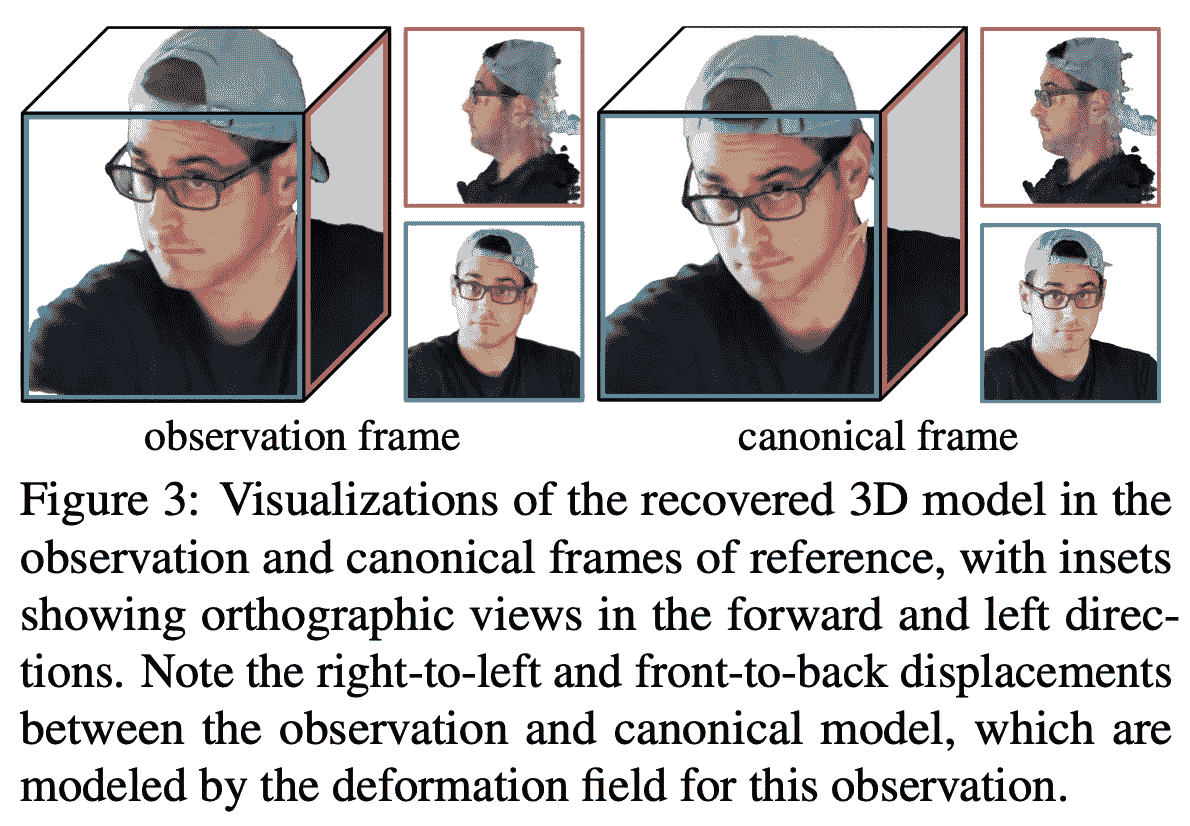 observation frame
canonical frame
Figure 3: Visualizations of the recovered 3D model in the
observation and canonical frames of reference, with insets
showing orthographic views in the forward and left direc-
tions. Note the right-to-left and front-to-back displacements
between the observation and canonical model, which are
modeled by the deformation field for this observation.